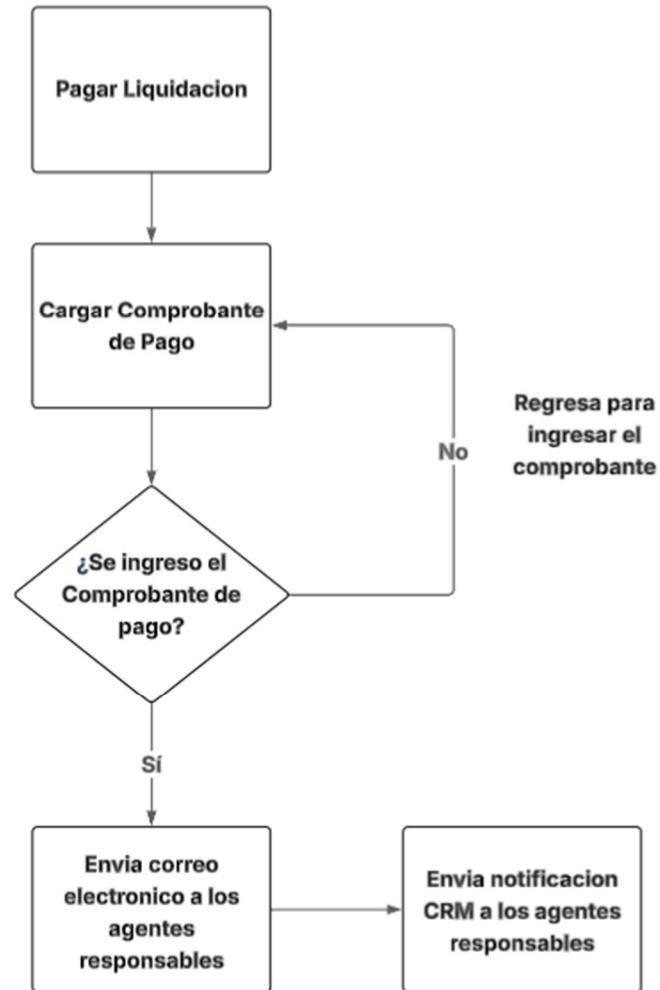 Pagar Liquidacion
Cargar Comprobante
de Pago
Regresa para
ingresar el
comprobante
No
¿Se ingreso el
Comprobante de
pago?
Sí
Envia correo
electronico a los
agentes
responsables
Envia notificacion
CRM a los agentes
responsables